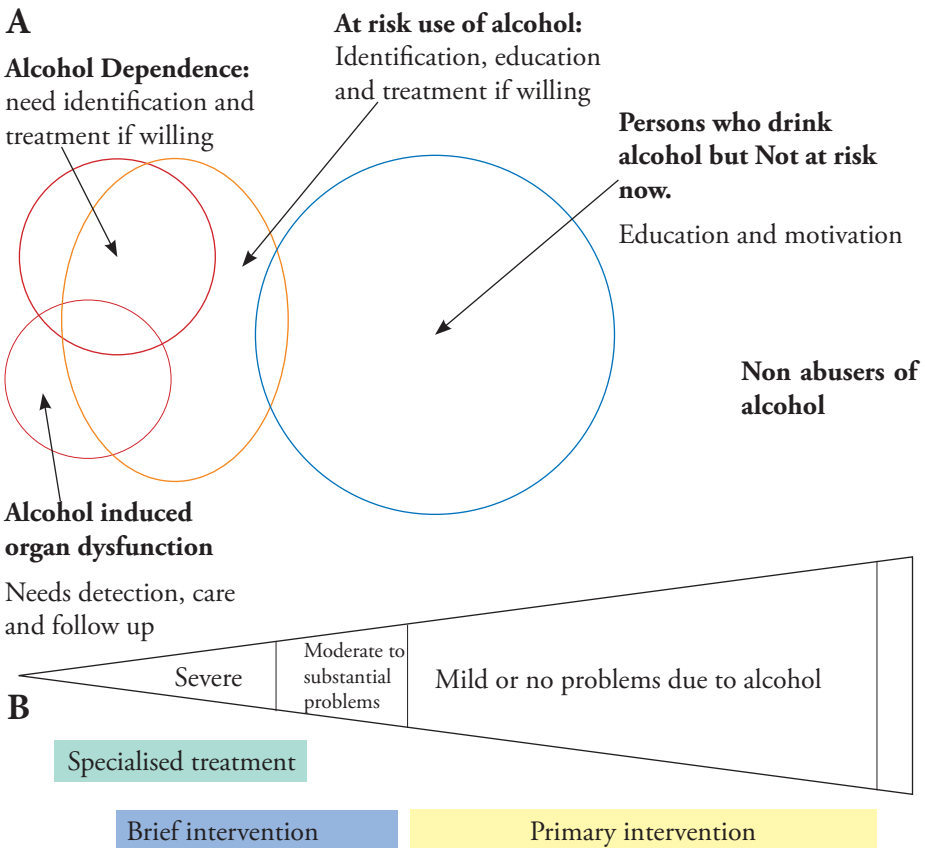 A
At risk use of alcohol:
Identification, education
and treatment if willing
Alcohol Dependence:
need identification and
treatment if willing
Persons who drink
alcohol but Not at risk
now.
Education and motivation
Non abusers of
alcohol
Alcohol induced
organ dysfunction
Needs detection, care
and follow up
B
Severe
Moderate to
substantial
problems
Mild or no problems due to alcohol
Specialised treatment
Brief intervention
Primary intervention